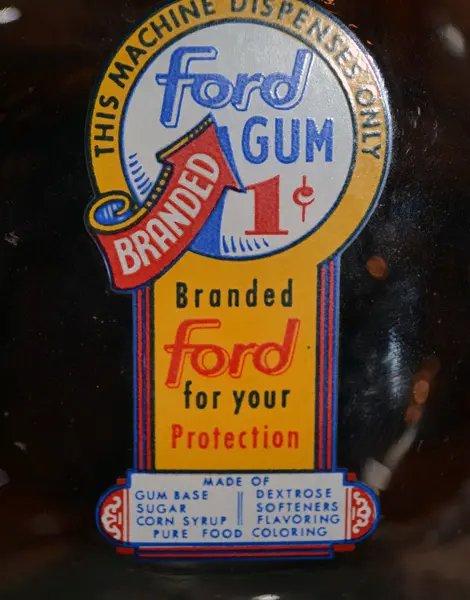 THIS MACHINE DISPENSES ONLY
Ford
GUM
BRANDED
1¢
Branded
Ford
for your
Protection
MADE OF
GUM BASE
SUGAR
CORN SYRUP
DEXTROSE
SOFTENERS
FLAVORING
PURE FOOD COLORING